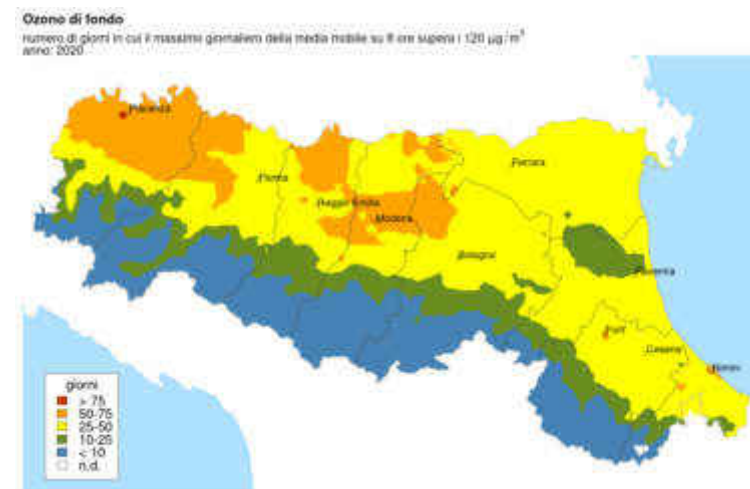 Ozono di fondo
numero di giorni in cui il massimo giornaliero della media mobile su 8 ore supera i 120 µg/m³
anno: 2020
Piacenza
Parma
Ferrara
Reggio Emilia
Modena
Bologna
Ravenna
Forlì
Cesena
Rimini
giorni
> 75
50-75
25-50
10-25
< 10
n.d.